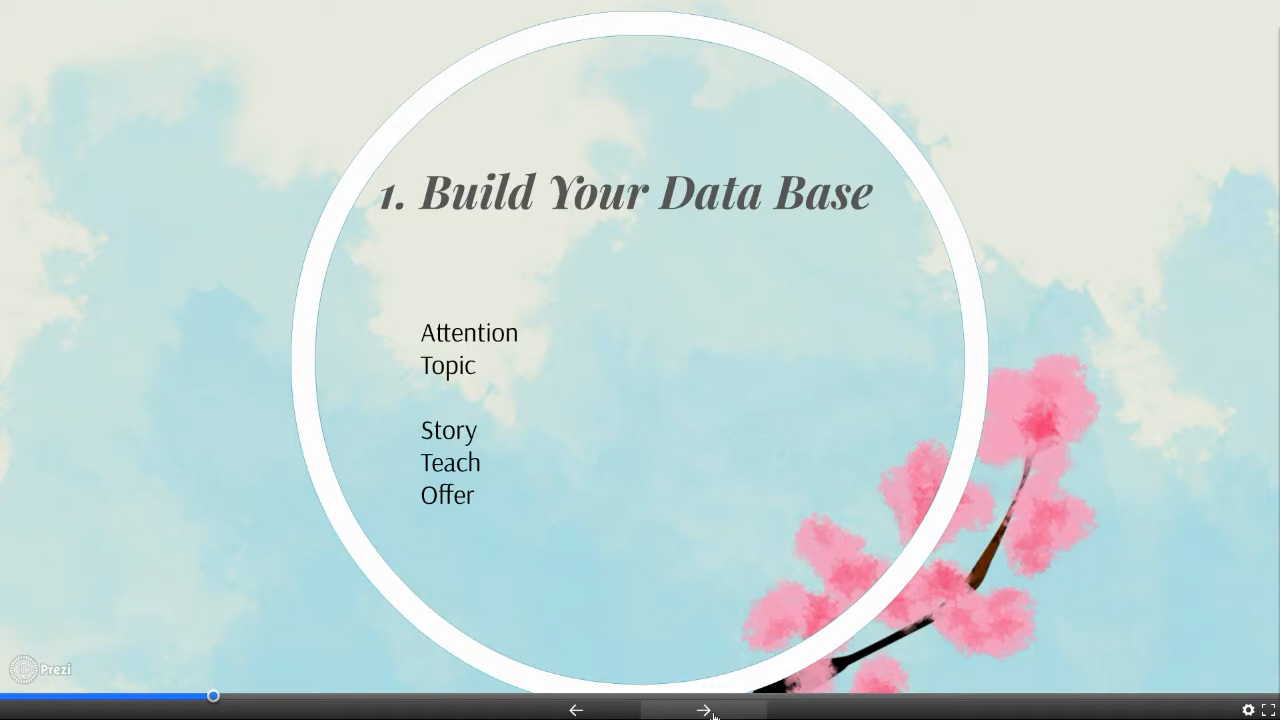 1. Build Your Data Base
Attention
Topic
Story
Teach
Offer
Prezi